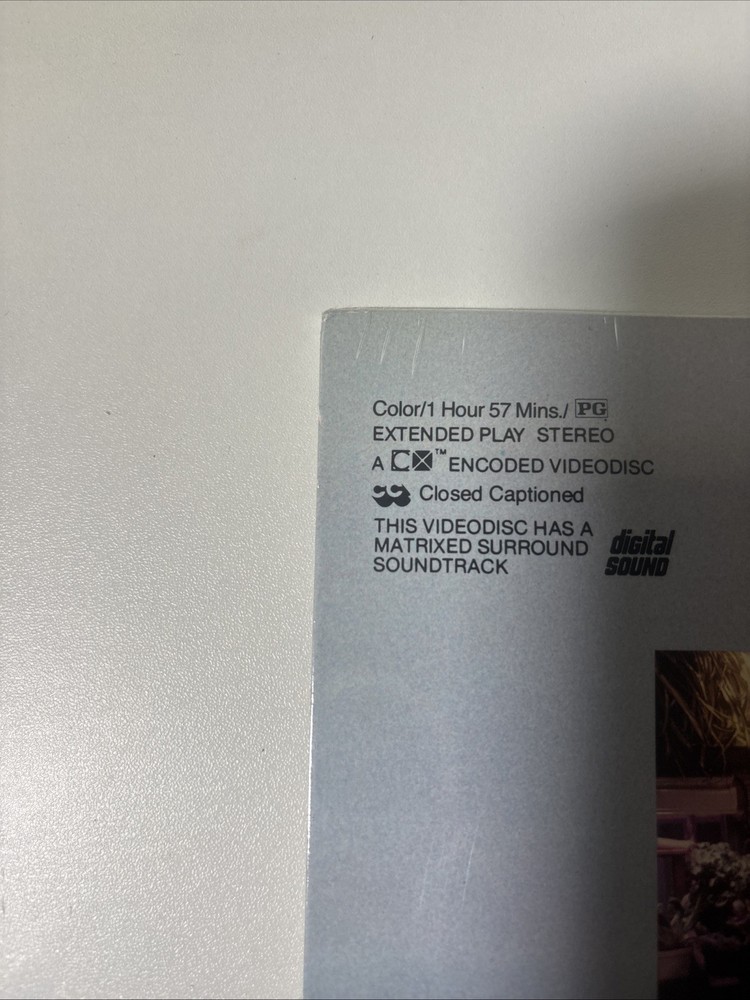 Color/1 Hour 57 Mins./ PG
EXTENDED PLAY STEREO
A CX™ ENCODED VIDEODISC
Closed Captioned
THIS VIDEODISC HAS A
MATRIXED SURROUND
SOUNDTRACK
digital
SOUND